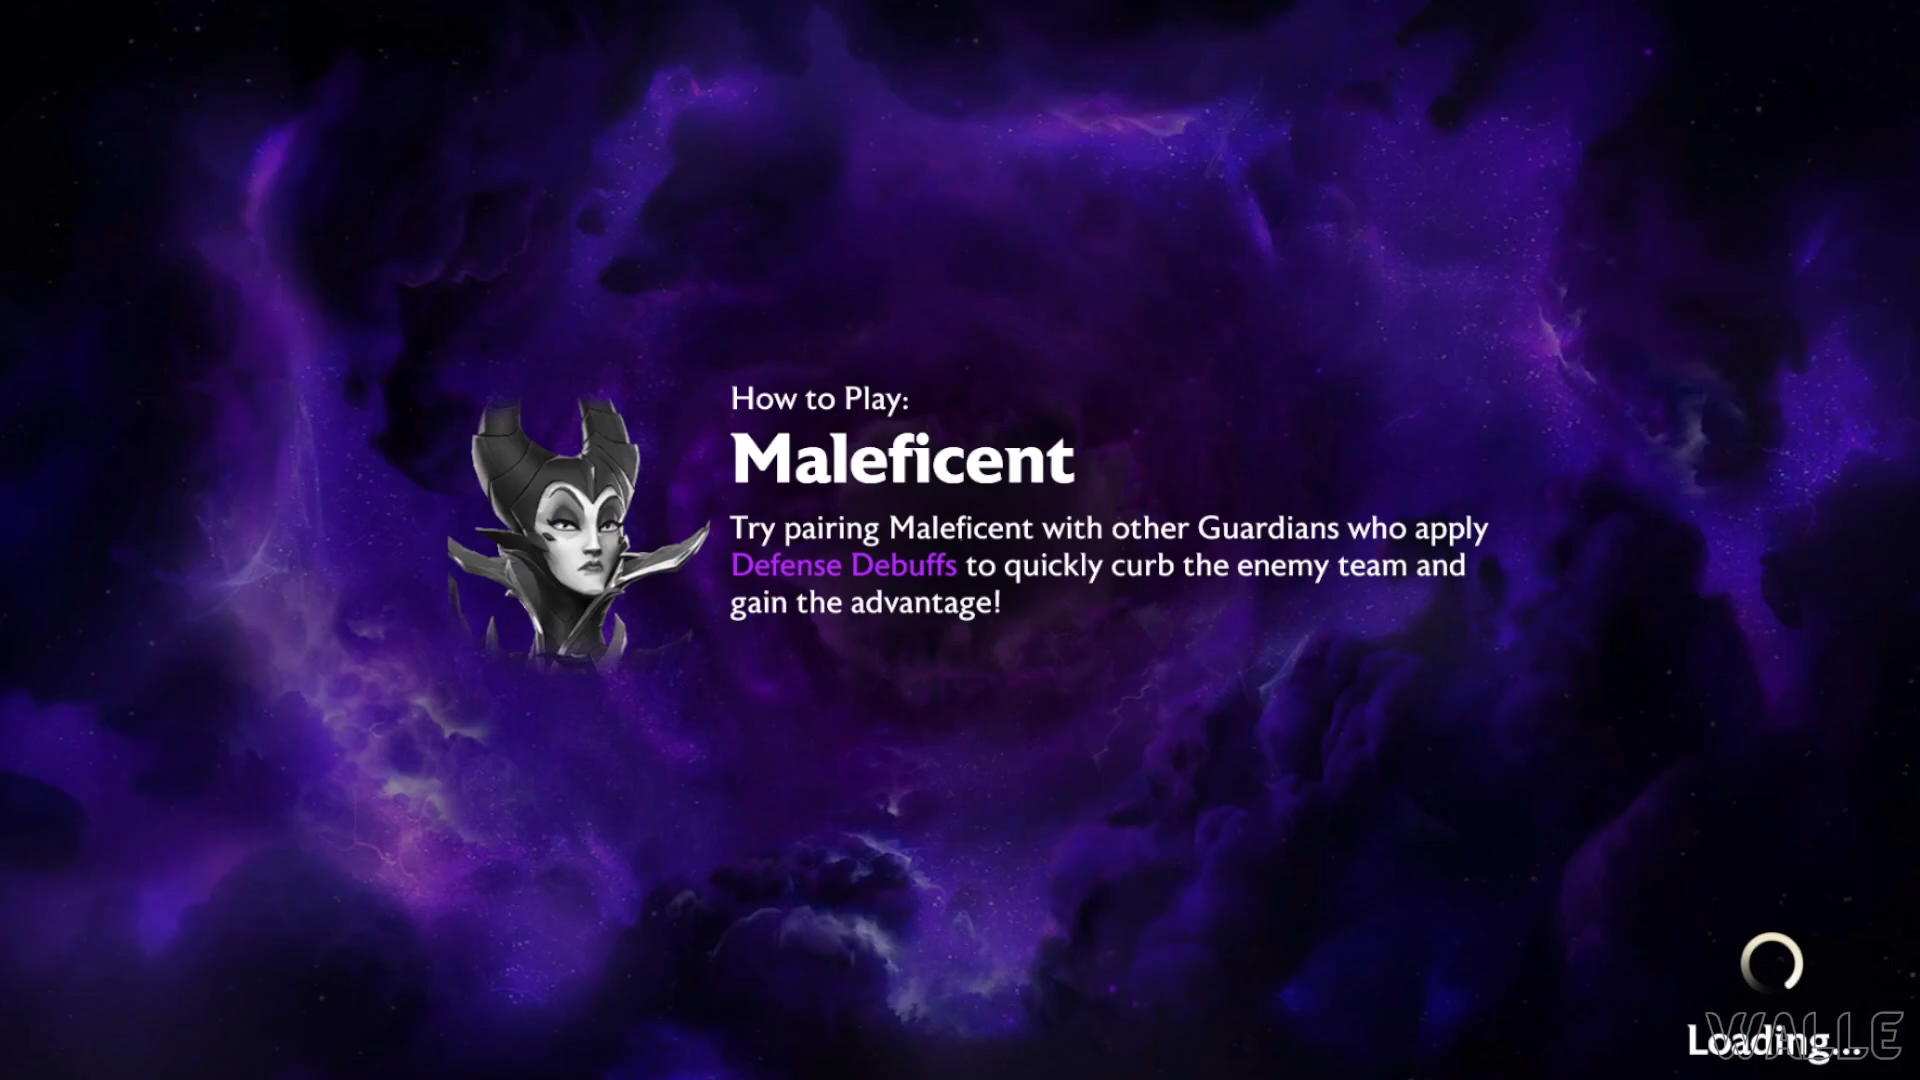 How to Play:
Maleficent
Try pairing Maleficent with other Guardians who apply
Defense Debuffs to quickly curb the enemy team and
gain the advantage!
Loading...
WALLE